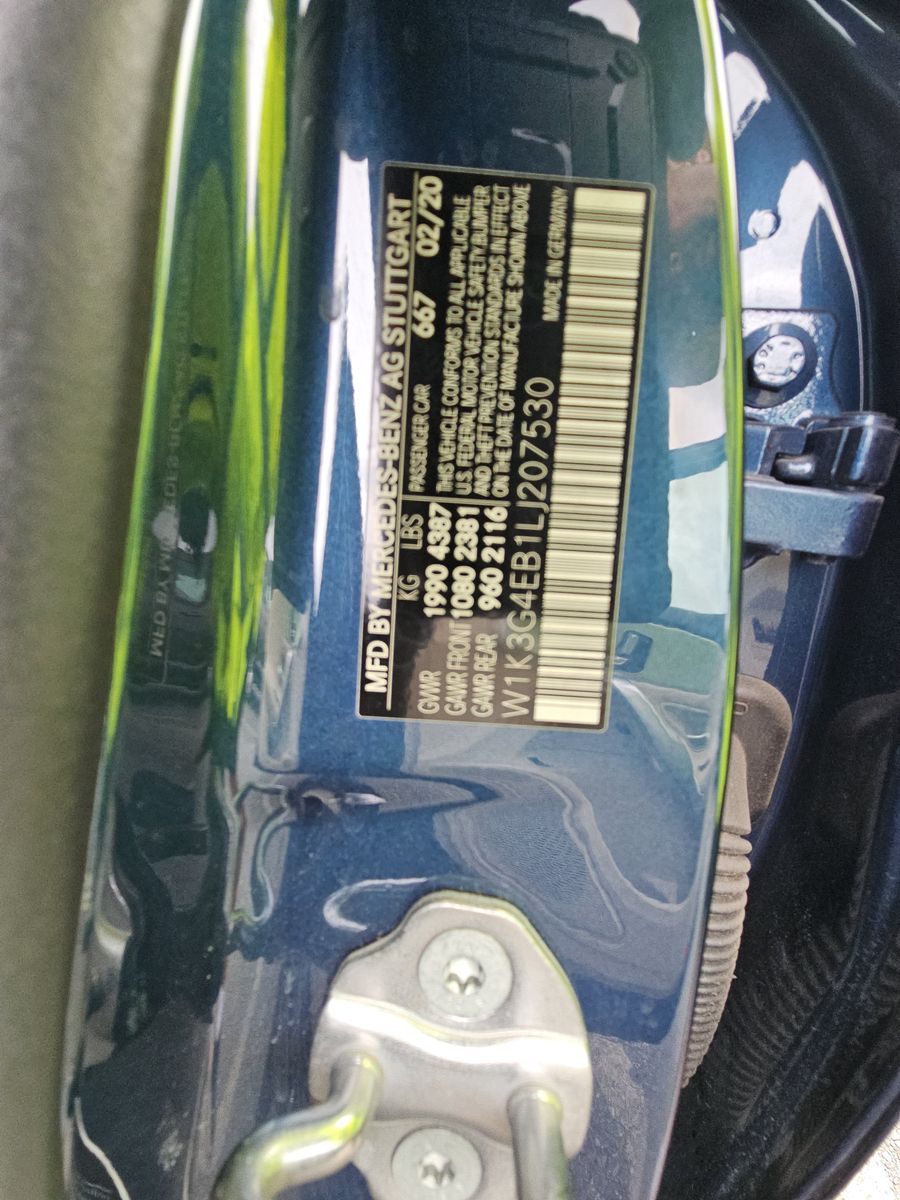 MFD BY MERCEDES-BENZ AG STUTTGART
KG LBS PASSENGER CAR 667 02/20
GVWR 1990 4387 THIS VEHICLE CONFORMS TO ALL APPLICABLE
GAWR FRONT 1080 2381 U.S. FEDERAL MOTOR VEHICLE SAFETY,BUMPER
GAWR REAR 960 2116 AND THEFT PREVENTION STANDARDS IN EFFECT
ON THE DATE OF MANUFACTURE SHOWN ABOVE
W1K3G4EB1LJ207530 MADE IN GERMANY